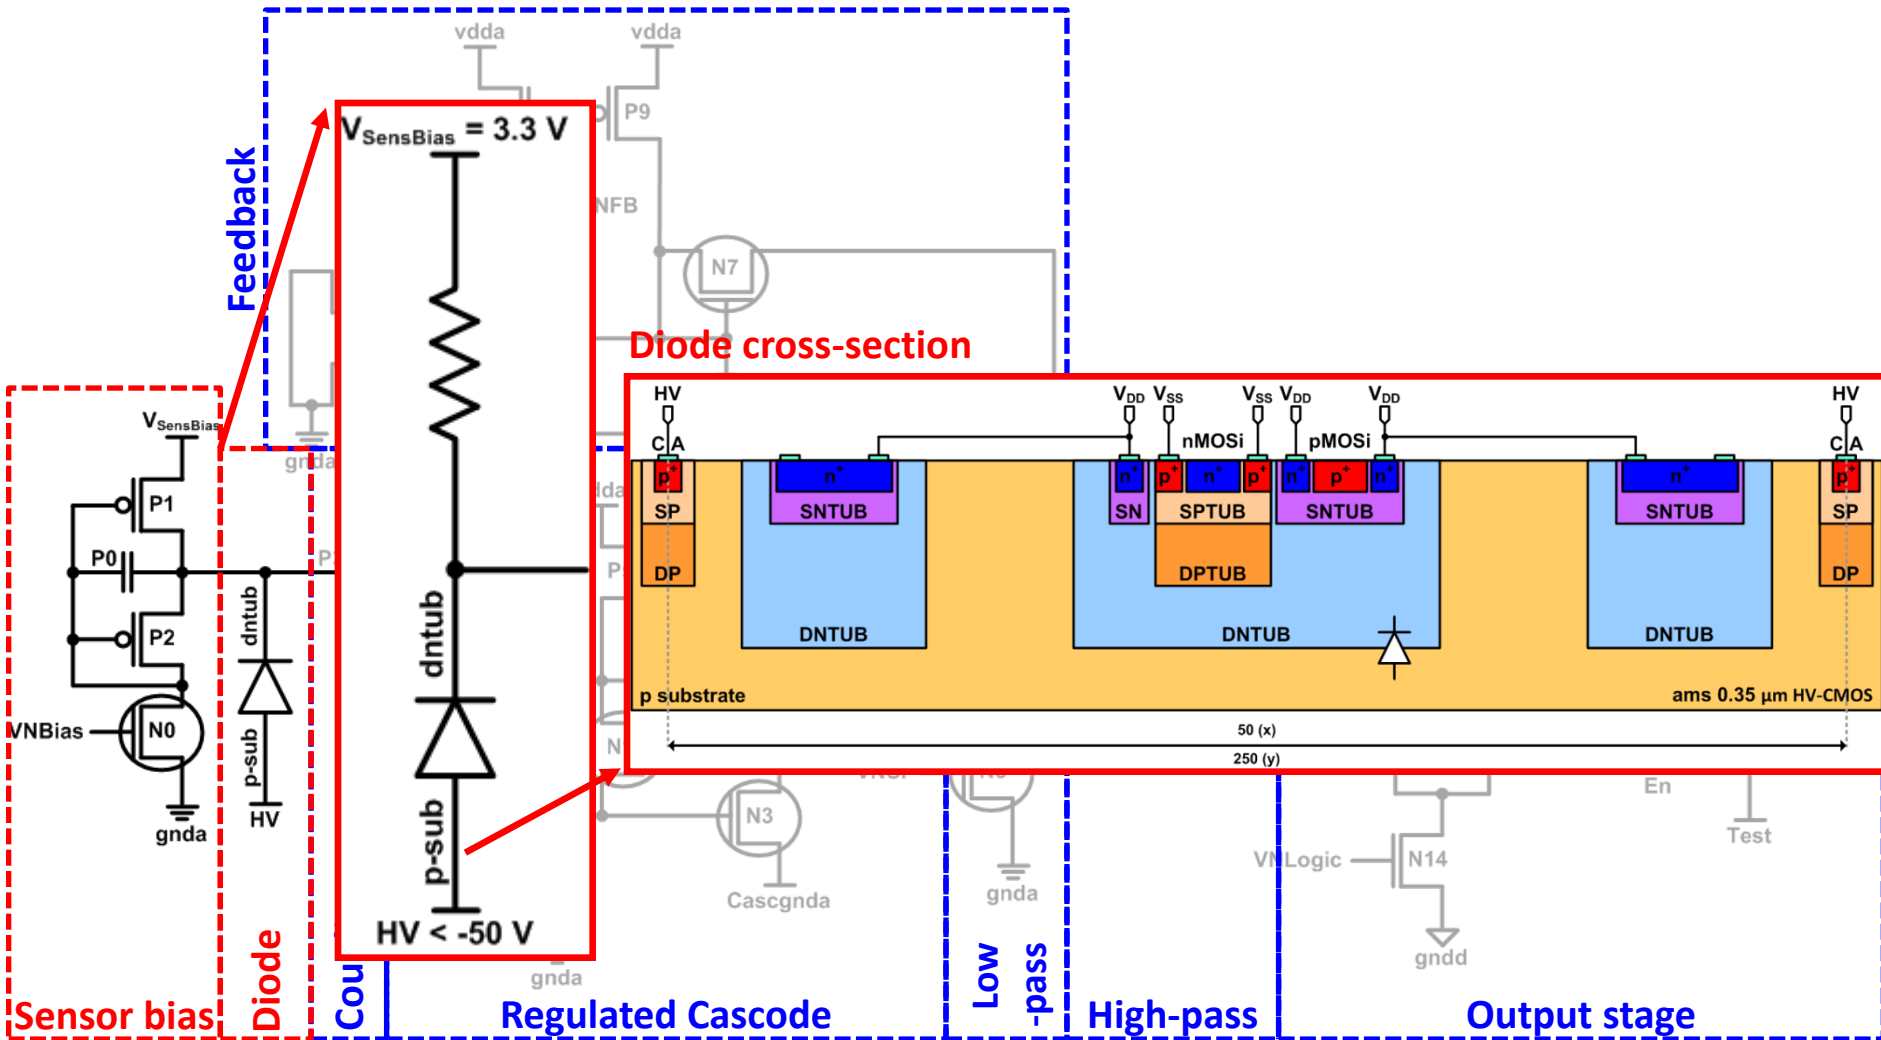 vdda
vdda
P9
V_SensBias = 3.3 V
Feedback
NFB
N7
Diode cross-section
HV
V_DD
V_SS
V_SS
V_DD
V_DD
HV
C A
nMOSi
pMOSi
C A
V_SensBias
gnda
p+
n+
n+
p+
n+
p+
n+
p+
n+
n+
p+
P1
dda
SP
SNTUB
SN
SPTUB
SNTUB
SNTUB
SP
P0
DP
DPTUB
DP
P2
dntub
dntub
DNTUB
DNTUB
DNTUB
p substrate
ams 0.35 µm HV-CMOS
VNBias
N0
p-sub
p-sub
50 (x)
250 (y)
HV
gnda
N3
En
Test
VNLogic
N14
Cascgnda
gnda
HV < -50 V
gnda
gndd
Sensor bias
Diode
Cou
Regulated Cascode
Low
-pass
High-pass
Output stage